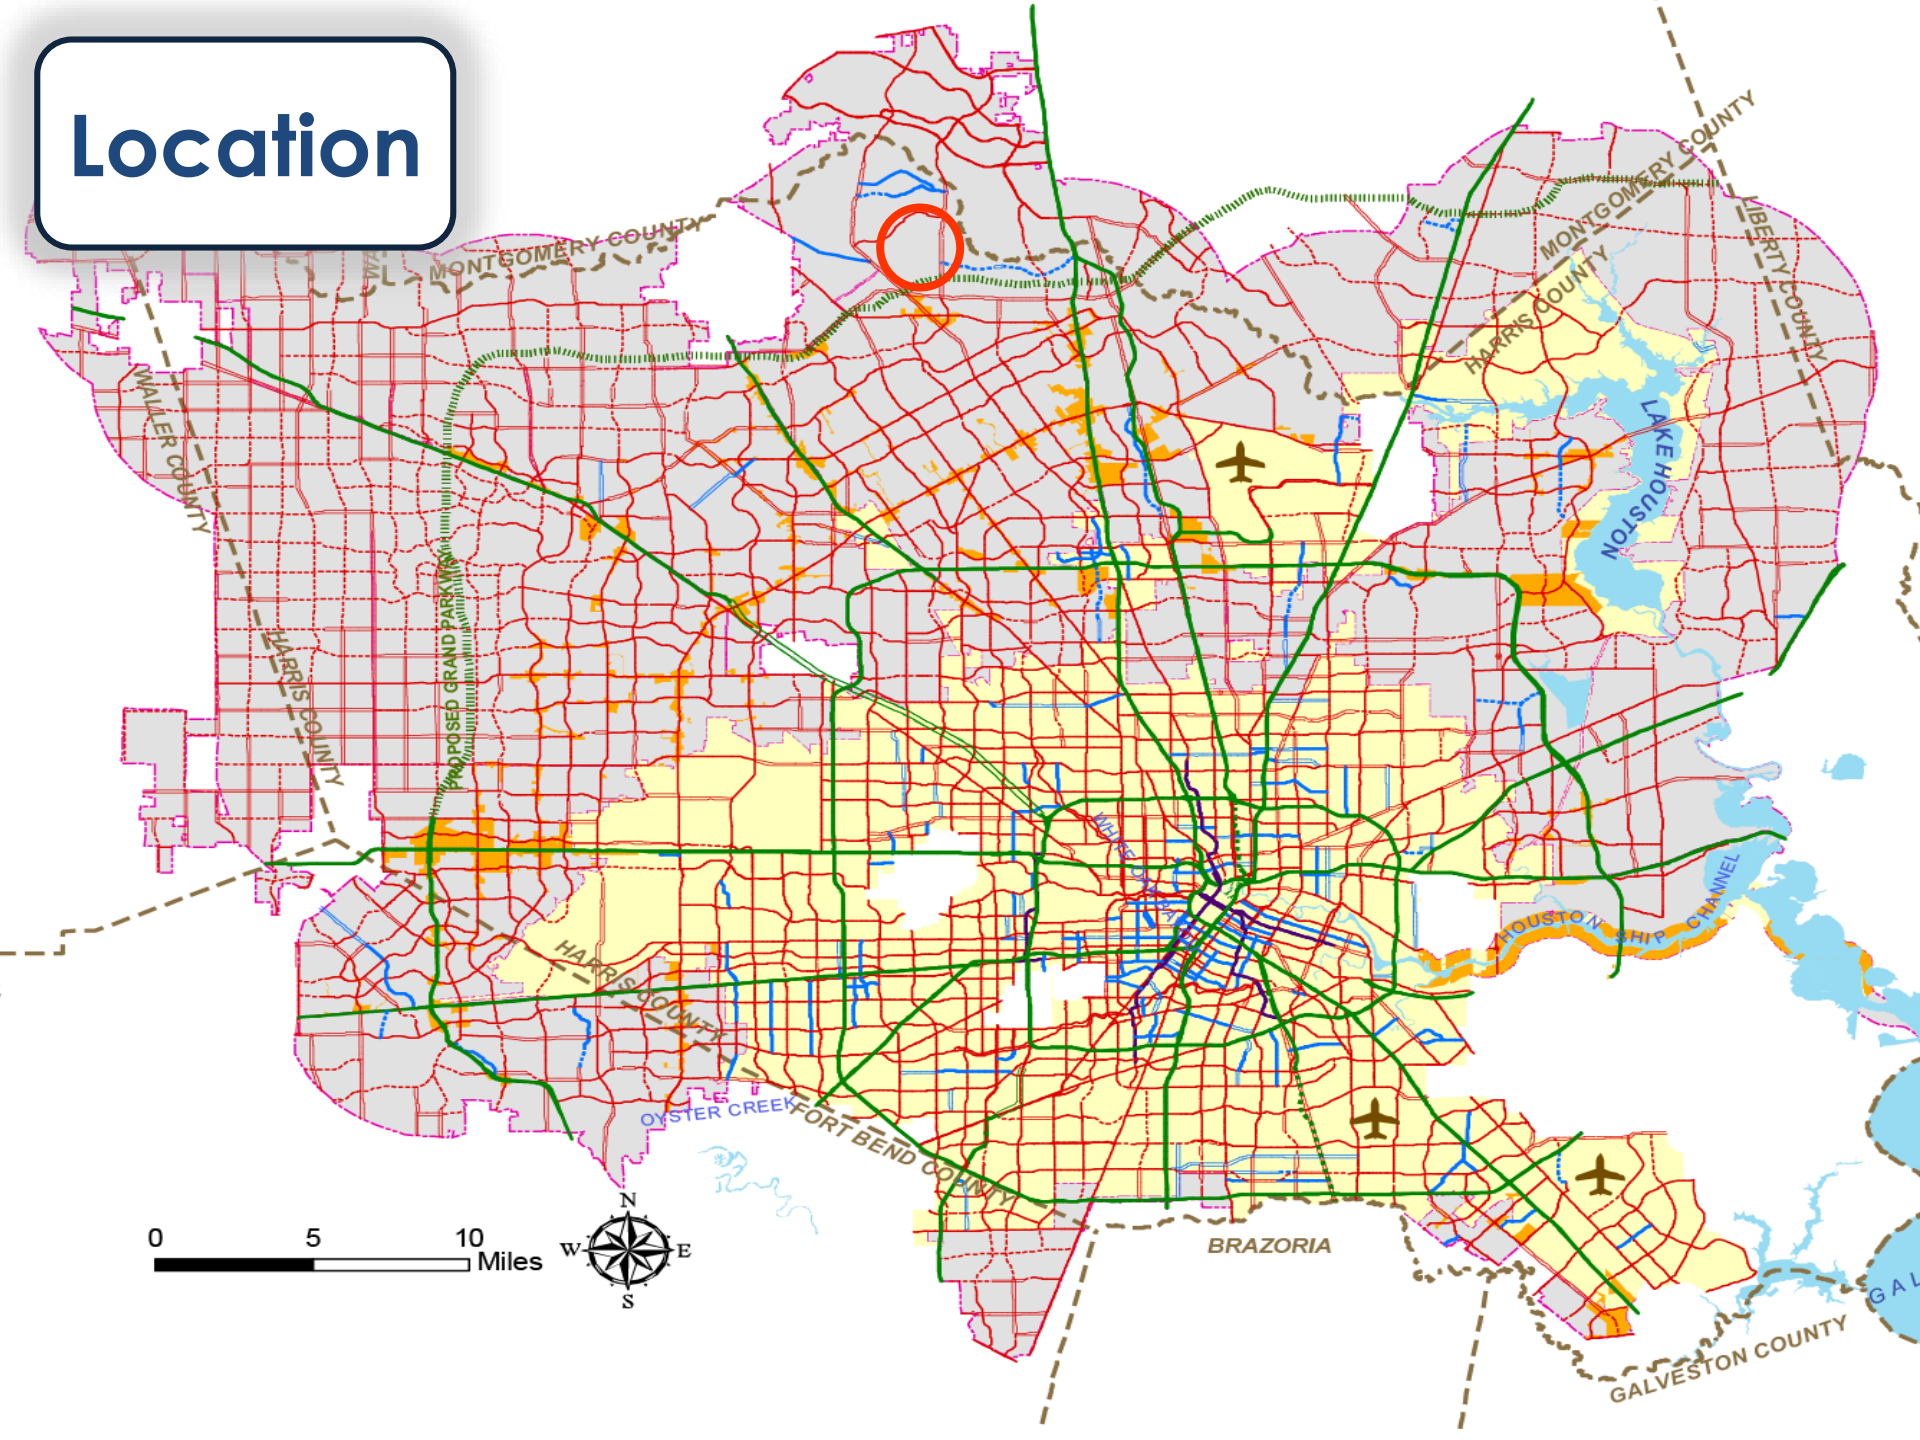 Location
MONTGOMERY COUNTY
MONTGOMERY COUNTY
HARRIS COUNTY
LIBERTY COUNTY
WALLER COUNTY
LAKE HOUSTON
PROPOSED GRAND PARKWAY
HARRIS COUNTY
HOUSTON SHIP CHANNEL
HARRIS COUNTY
OYSTER CREEK
FORT BEND COUNTY
BRAZORIA
GALVESTON COUNTY
0 5 10
Miles
N
W E
S